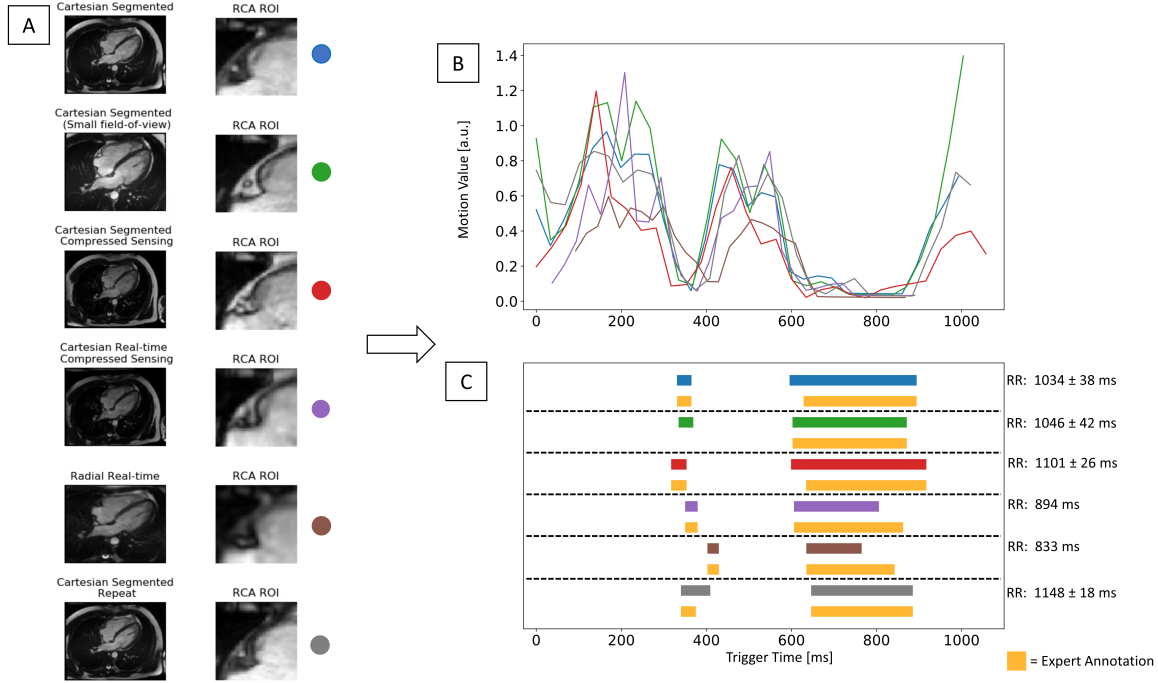 A
Cartesian Segmented
RCA ROI
Cartesian Segmented
(Small field-of-view)
RCA ROI
Cartesian Segmented
Compressed Sensing
RCA ROI
Cartesian Real-time
Compressed Sensing
RCA ROI
Radial Real-time
RCA ROI
Cartesian Segmented
Repeat
RCA ROI
B
Motion Value [a.u.]
1.4
1.2
1.0
0.8
0.6
0.4
0.2
0.0
0 200 400 600 800 1000
C
RR: 1034 ± 38 ms
RR: 1046 ± 42 ms
RR: 1101 ± 26 ms
RR: 894 ms
RR: 833 ms
RR: 1148 ± 18 ms
0 200 400 600 800 1000
Trigger Time [ms]
= Expert Annotation